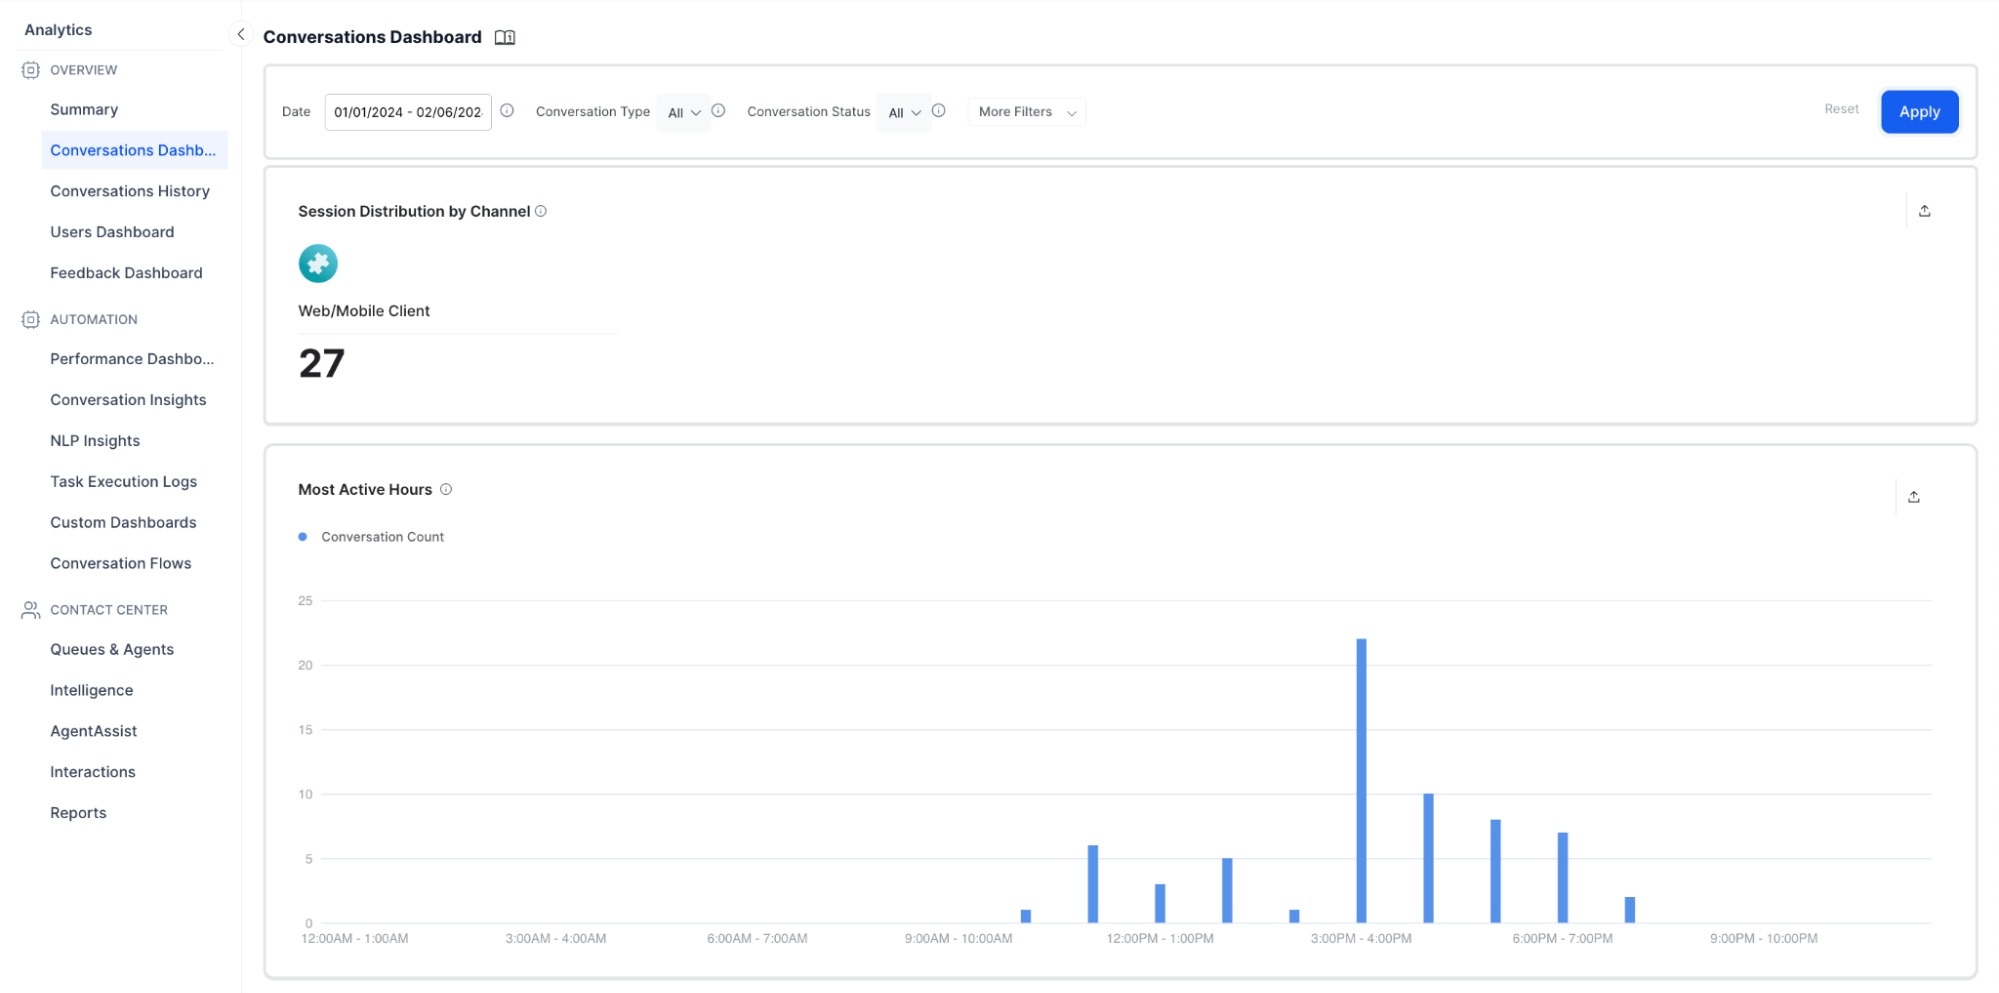 Analytics
OVERVIEW
Summary
Conversations Dashb...
Conversations History
Users Dashboard
Feedback Dashboard
AUTOMATION
Performance Dashbo...
Conversation Insights
NLP Insights
Task Execution Logs
Custom Dashboards
Conversation Flows
CONTACT CENTER
Queues & Agents
Intelligence
AgentAssist
Interactions
Reports
Conversations Dashboard
Date 01/01/2024 - 02/06/202 Conversation Type All Conversation Status All More Filters Reset Apply
Session Distribution by Channel
Web/Mobile Client
27
Most Active Hours
Conversation Count
25
20
15
10
5
0
12:00AM - 1:00AM 3:00AM - 4:00AM 6:00AM - 7:00AM 9:00AM - 10:00AM 12:00PM - 1:00PM 3:00PM - 4:00PM 6:00PM - 7:00PM 9:00PM - 10:00PM